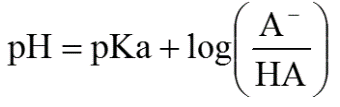 pH = pKa + log(A⁻/HA)